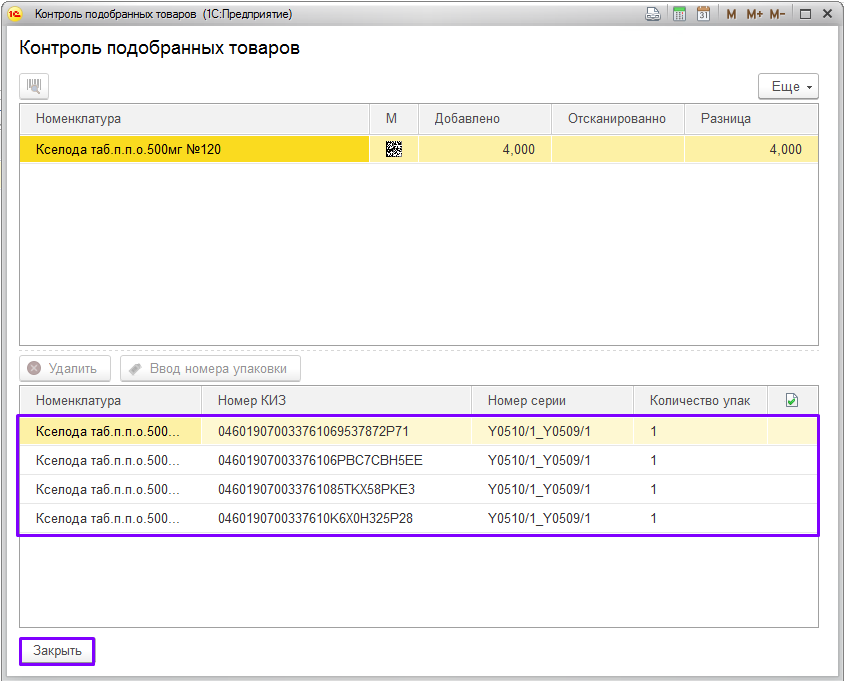 Контроль подобранных товаров (1С:Предприятие) M M+ M-
Контроль подобранных товаров
Еще
Номенклатура М Добавлено Отсканированно Разница
Кселода таб.п.п.о.500мг №120 4,000 4,000
Удалить Ввод номера упаковки
Номенклатура Номер КИЗ Номер серии Количество упак
Кселода таб.п.п.о.500... 046019070033761069537872P71 Y0510/1_Y0509/1 1
Кселода таб.п.п.о.500... 04601907003376106PBC7CBH5EE Y0510/1_Y0509/1 1
Кселода таб.п.п.о.500... 046019070033761085TKX58PKE3 Y0510/1_Y0509/1 1
Кселода таб.п.п.о.500... 0460190700337610K6X0H325P28 Y0510/1_Y0509/1 1
Закрыть